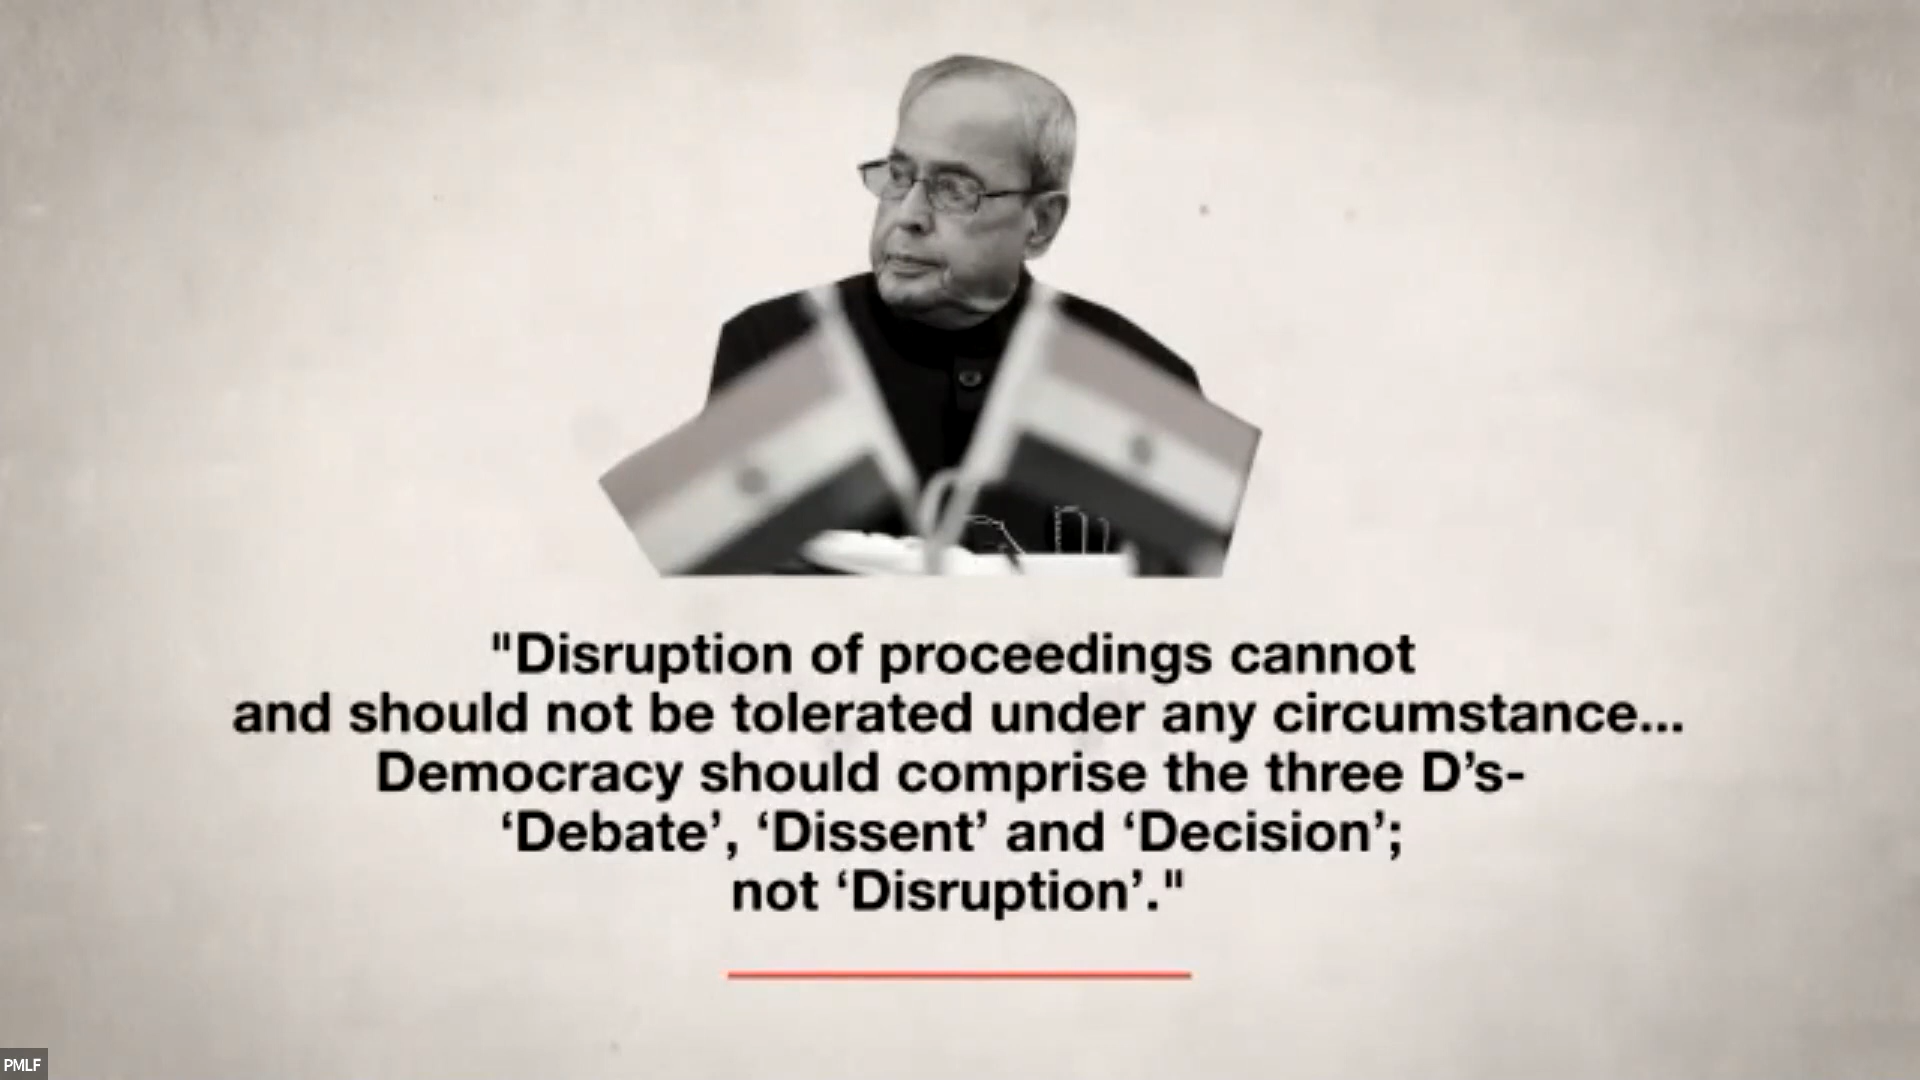 "Disruption of proceedings cannot
and should not be tolerated under any circumstance...
Democracy should comprise the three D’s-
‘Debate’, ‘Dissent’ and ‘Decision’;
not ‘Disruption’."
PMLF